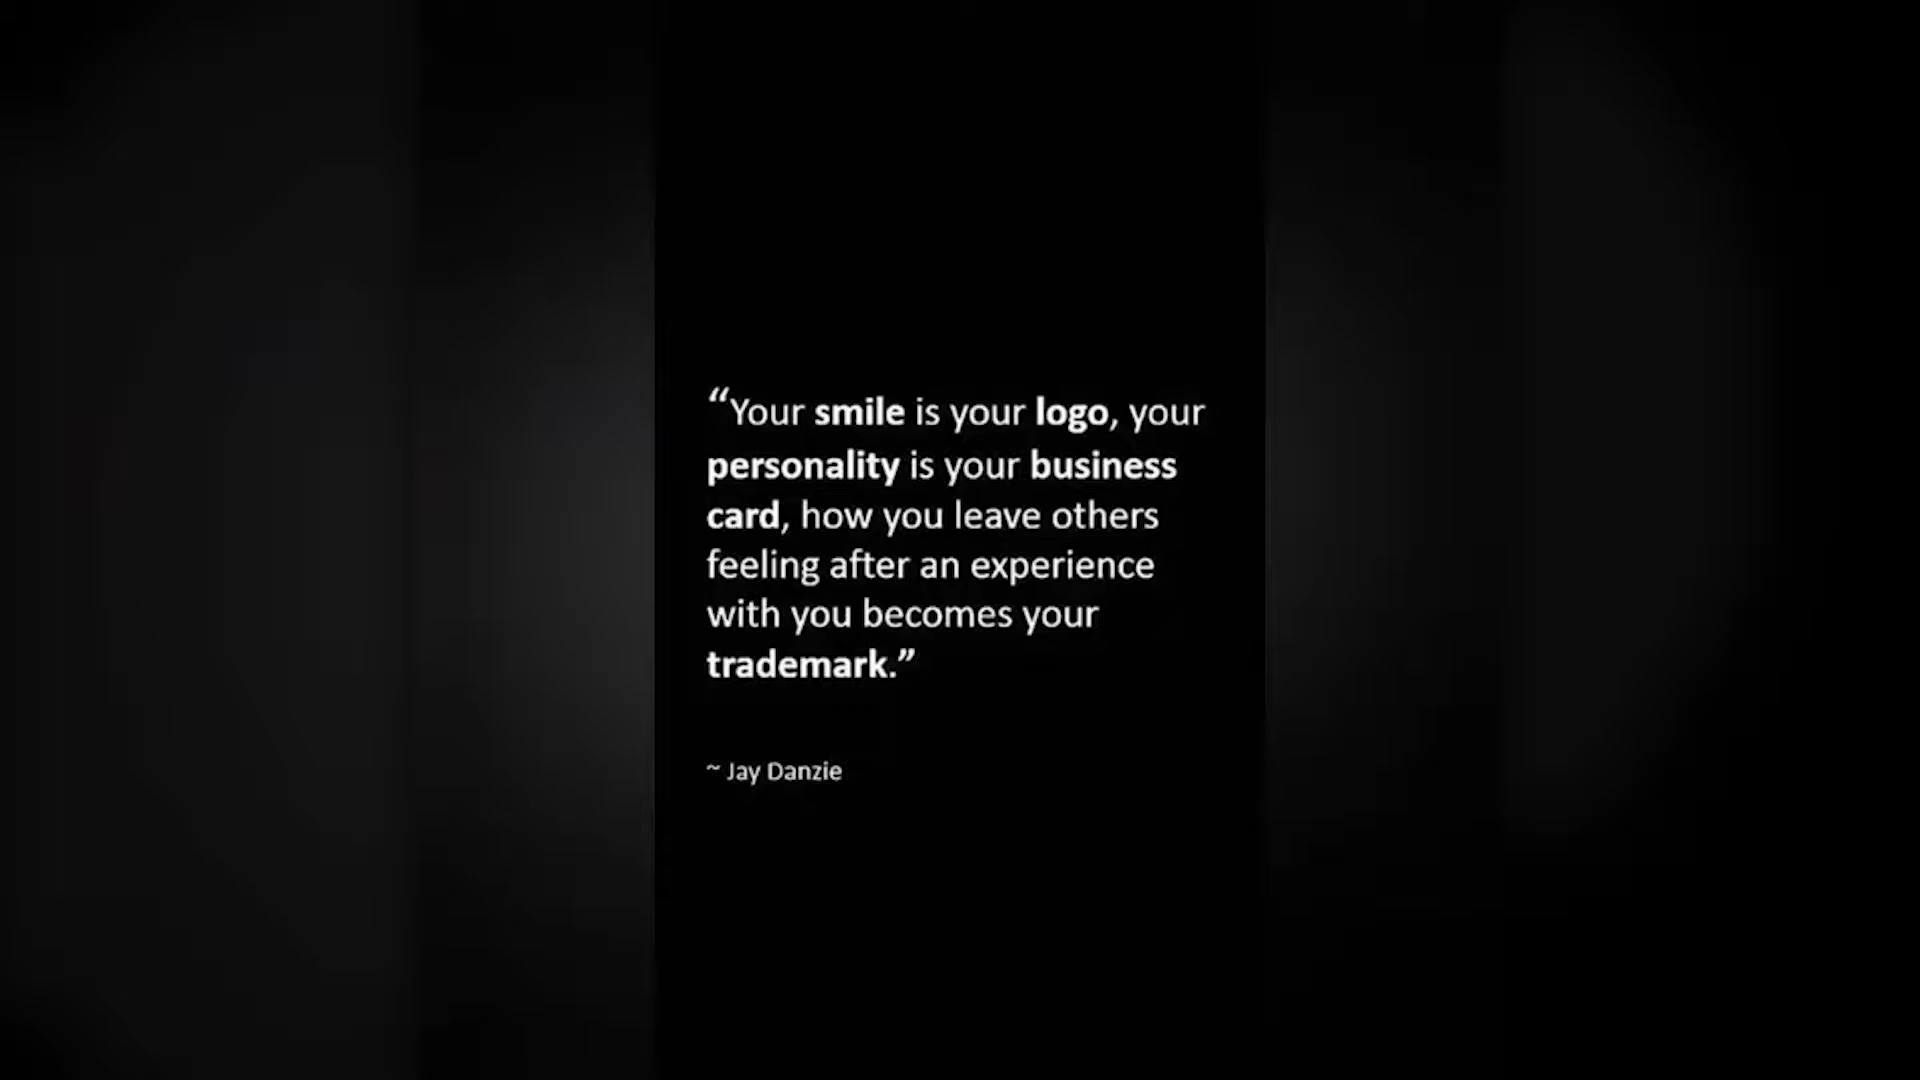 “Your smile is your logo, your
personality is your business
card, how you leave others
feeling after an experience
with you becomes your
trademark.”
~ Jay Danzie